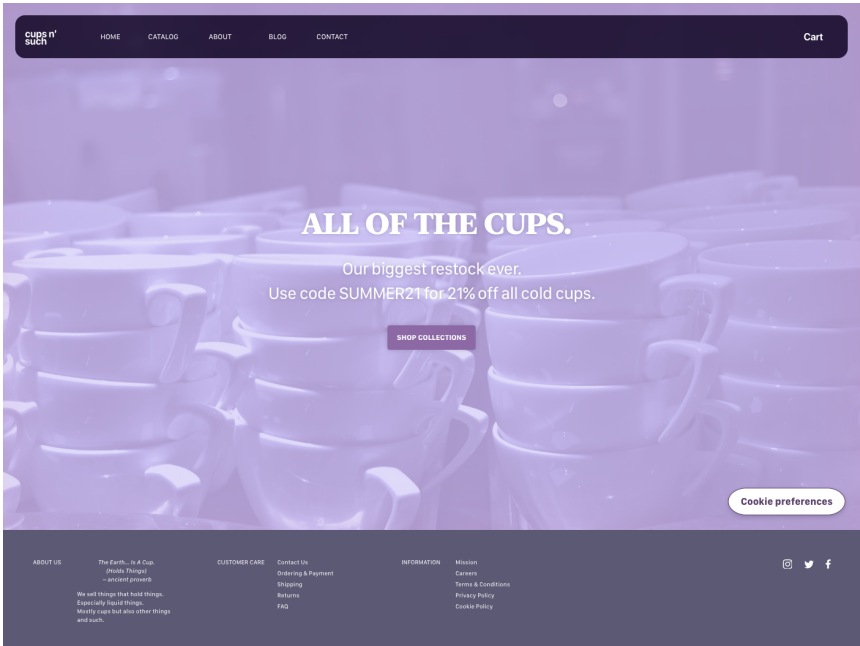 cups n'
such
HOME
CATALOG
ABOUT
BLOG
CONTACT
Cart
ALL OF THE CUPS.
Our biggest restock ever.
Use code SUMMER21 for 21% off all cold cups.
SHOP COLLECTIONS
Cookie preferences
ABOUT US
The Earth... Is A Cup.
(Holds Things)
– ancient proverb
We sell things that hold things.
Especially liquid things.
Mostly cups but also other things
and such.
CUSTOMER CARE
Contact Us
Ordering & Payment
Shipping
Returns
FAQ
INFORMATION
Mission
Careers
Terms & Conditions
Privacy Policy
Cookie Policy